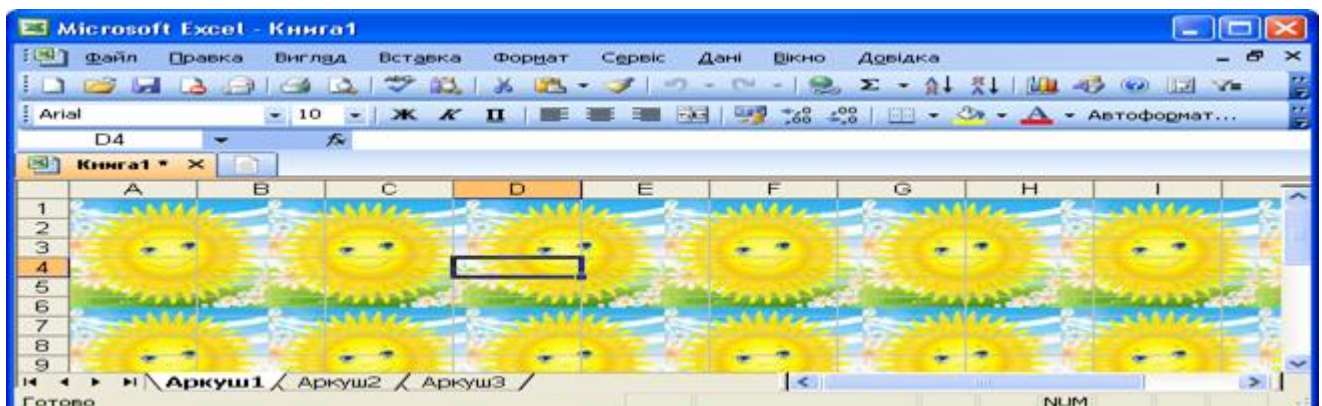 Microsoft Excel - Книга1
Файл Правка Вигляд Вставка Формат Сервіс Дані Вікно Довідка
Arial 10 Ж К П Автоформат...
D4 fx
Книга1 *
A B C D E F G H I
1
2
3
4
5
6
7
8
9
Аркуш1 Аркуш2 Аркуш3
Готово NUM